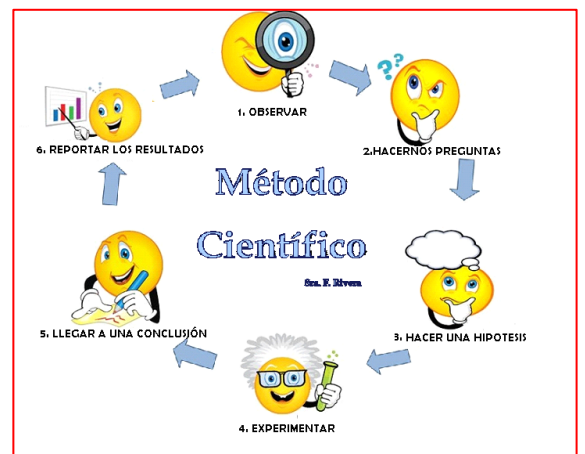 1. OBSERVAR
??
2.HACERNOS PREGUNTAS
6. REPORTAR LOS RESULTADOS
Método
Científico
Sra. F. Rivera
3. HACER UNA HIPOTESIS
5. LLEGAR A UNA CONCLUSIÓN
4. EXPERIMENTAR